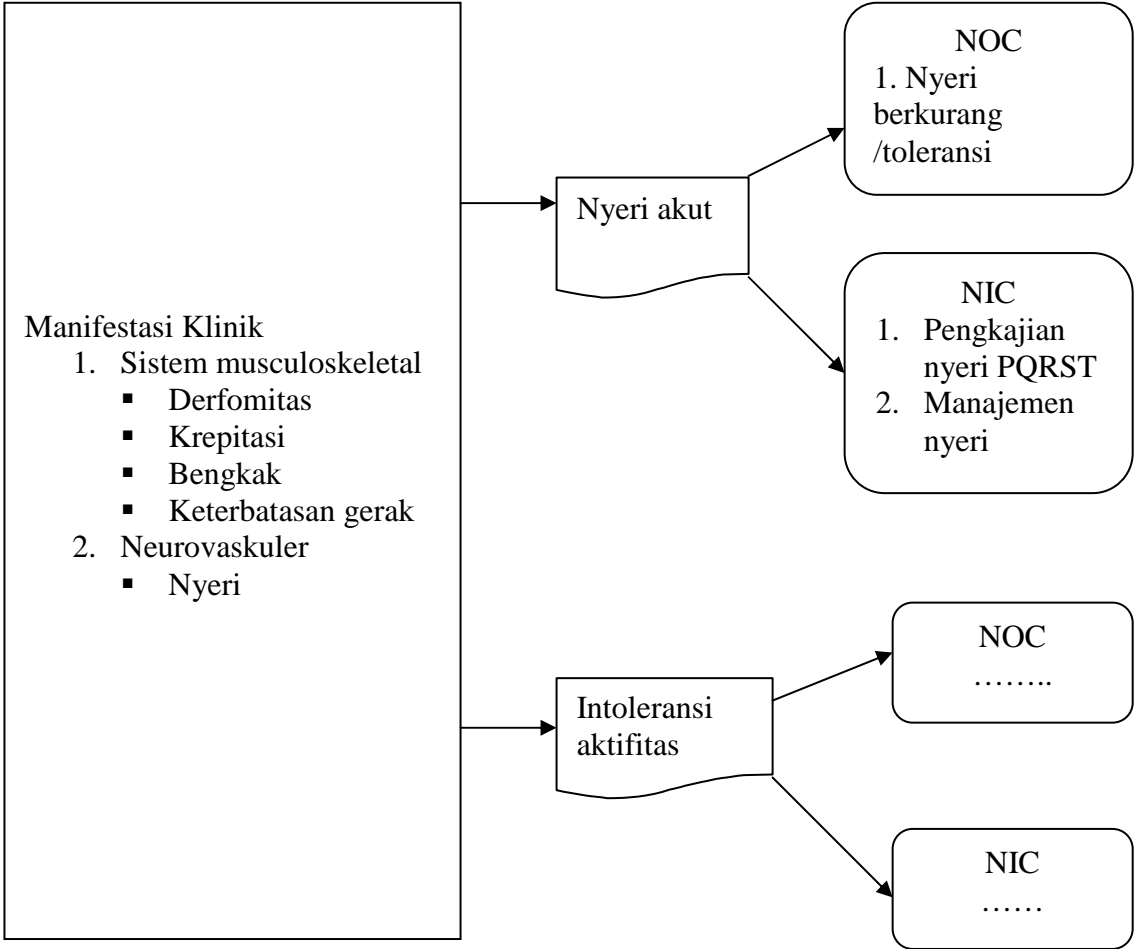 Manifestasi Klinik
1. Sistem musculoskeletal
▪ Derfomitas
▪ Krepitasi
▪ Bengkak
▪ Keterbatasan gerak
2. Neurovaskuler
▪ Nyeri
Nyeri akut
NOC
1. Nyeri
berkurang
/toleransi
NIC
1. Pengkajian
nyeri PQRST
2. Manajemen
nyeri
Intoleransi
aktifitas
NOC
……..
NIC
……